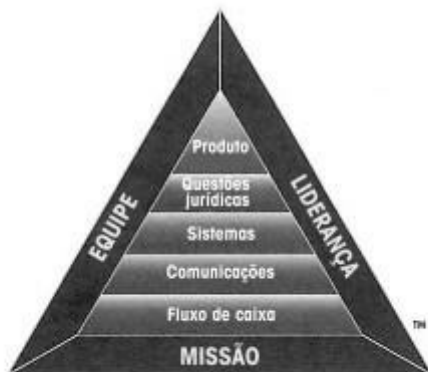 Produto
Questões
jurídicas
Sistemas
Comunicações
Fluxo de caixa
EQUIPE
LIDERANÇA
MISSÃO
TM